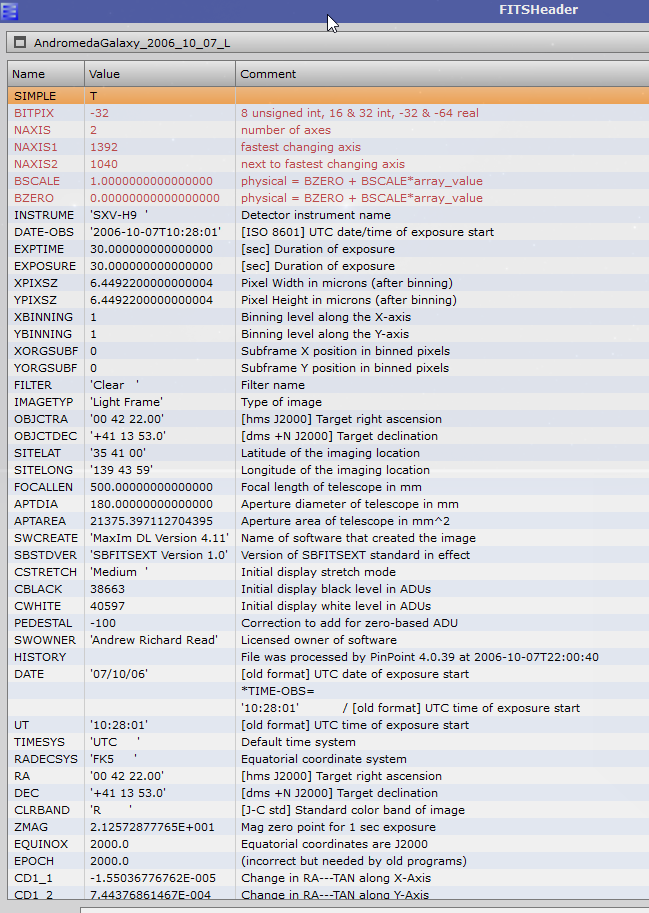 FITSHeader
AndromedaGalaxy_2006_10_07_L
Name Value Comment
SIMPLE T
BITPIX -32 8 unsigned int, 16 & 32 int, -32 & -64 real
NAXIS 2 number of axes
NAXIS1 1392 fastest changing axis
NAXIS2 1040 next to fastest changing axis
BSCALE 1.0000000000000000 physical = BZERO + BSCALE*array_value
BZERO 0.0000000000000000 physical = BZERO + BSCALE*array_value
INSTRUME 'SXV-H9 ' Detector instrument name
DATE-OBS '2006-10-07T10:28:01' [ISO 8601] UTC date/time of exposure start
EXPTIME 30.000000000000000 [sec] Duration of exposure
EXPOSURE 30.000000000000000 [sec] Duration of exposure
XPIXSZ 6.4492200000000004 Pixel Width in microns (after binning)
YPIXSZ 6.4492200000000004 Pixel Height in microns (after binning)
XBINNING 1 Binning level along the X-axis
YBINNING 1 Binning level along the Y-axis
XORGSUBF 0 Subframe X position in binned pixels
YORGSUBF 0 Subframe Y position in binned pixels
FILTER 'Clear ' Filter name
IMAGETYP 'Light Frame' Type of image
OBJCTRA '00 42 22.00' [hms J2000] Target right ascension
OBJCTDEC '+41 13 53.0' [dms +N J2000] Target declination
SITELAT '35 41 00' Latitude of the imaging location
SITELONG '139 43 59' Longitude of the imaging location
FOCALLEN 500.00000000000000 Focal length of telescope in mm
APTDIA 180.00000000000000 Aperture diameter of telescope in mm
APTAREA 21375.397112704395 Aperture area of telescope in mm^2
SWCREATE 'MaxIm DL Version 4.11' Name of software that created the image
SBSTDVER 'SBFITSEXT Version 1.0' Version of SBFITSEXT standard in effect
CSTRETCH 'Medium ' Initial display stretch mode
CBLACK 38663 Initial display black level in ADUs
CWHITE 40597 Initial display white level in ADUs
PEDESTAL -100 Correction to add for zero-based ADU
SWOWNER 'Andrew Richard Read' Licensed owner of software
HISTORY File was processed by PinPoint 4.0.39 at 2006-10-07T22:00:40
DATE '07/10/06' [old format] UTC date of exposure start
*TIME-OBS=
'10:28:01' / [old format] UTC time of exposure start
UT '10:28:01' [old format] UTC time of exposure start
TIMESYS 'UTC ' Default time system
RADECSYS 'FK5 ' Equatorial coordinate system
RA '00 42 22.00' [hms J2000] Target right ascension
DEC '+41 13 53.0' [dms +N J2000] Target declination
CLRBAND 'R ' [J-C std] Standard color band of image
ZMAG 2.12572877765E+001 Mag zero point for 1 sec exposure
EQUINOX 2000.0 Equatorial coordinates are J2000
EPOCH 2000.0 (incorrect but needed by old programs)
CD1_1 -1.55036776762E-005 Change in RA---TAN along X-Axis
CD1_2 7.44376861467E-004 Change in RA---TAN along Y-Axis